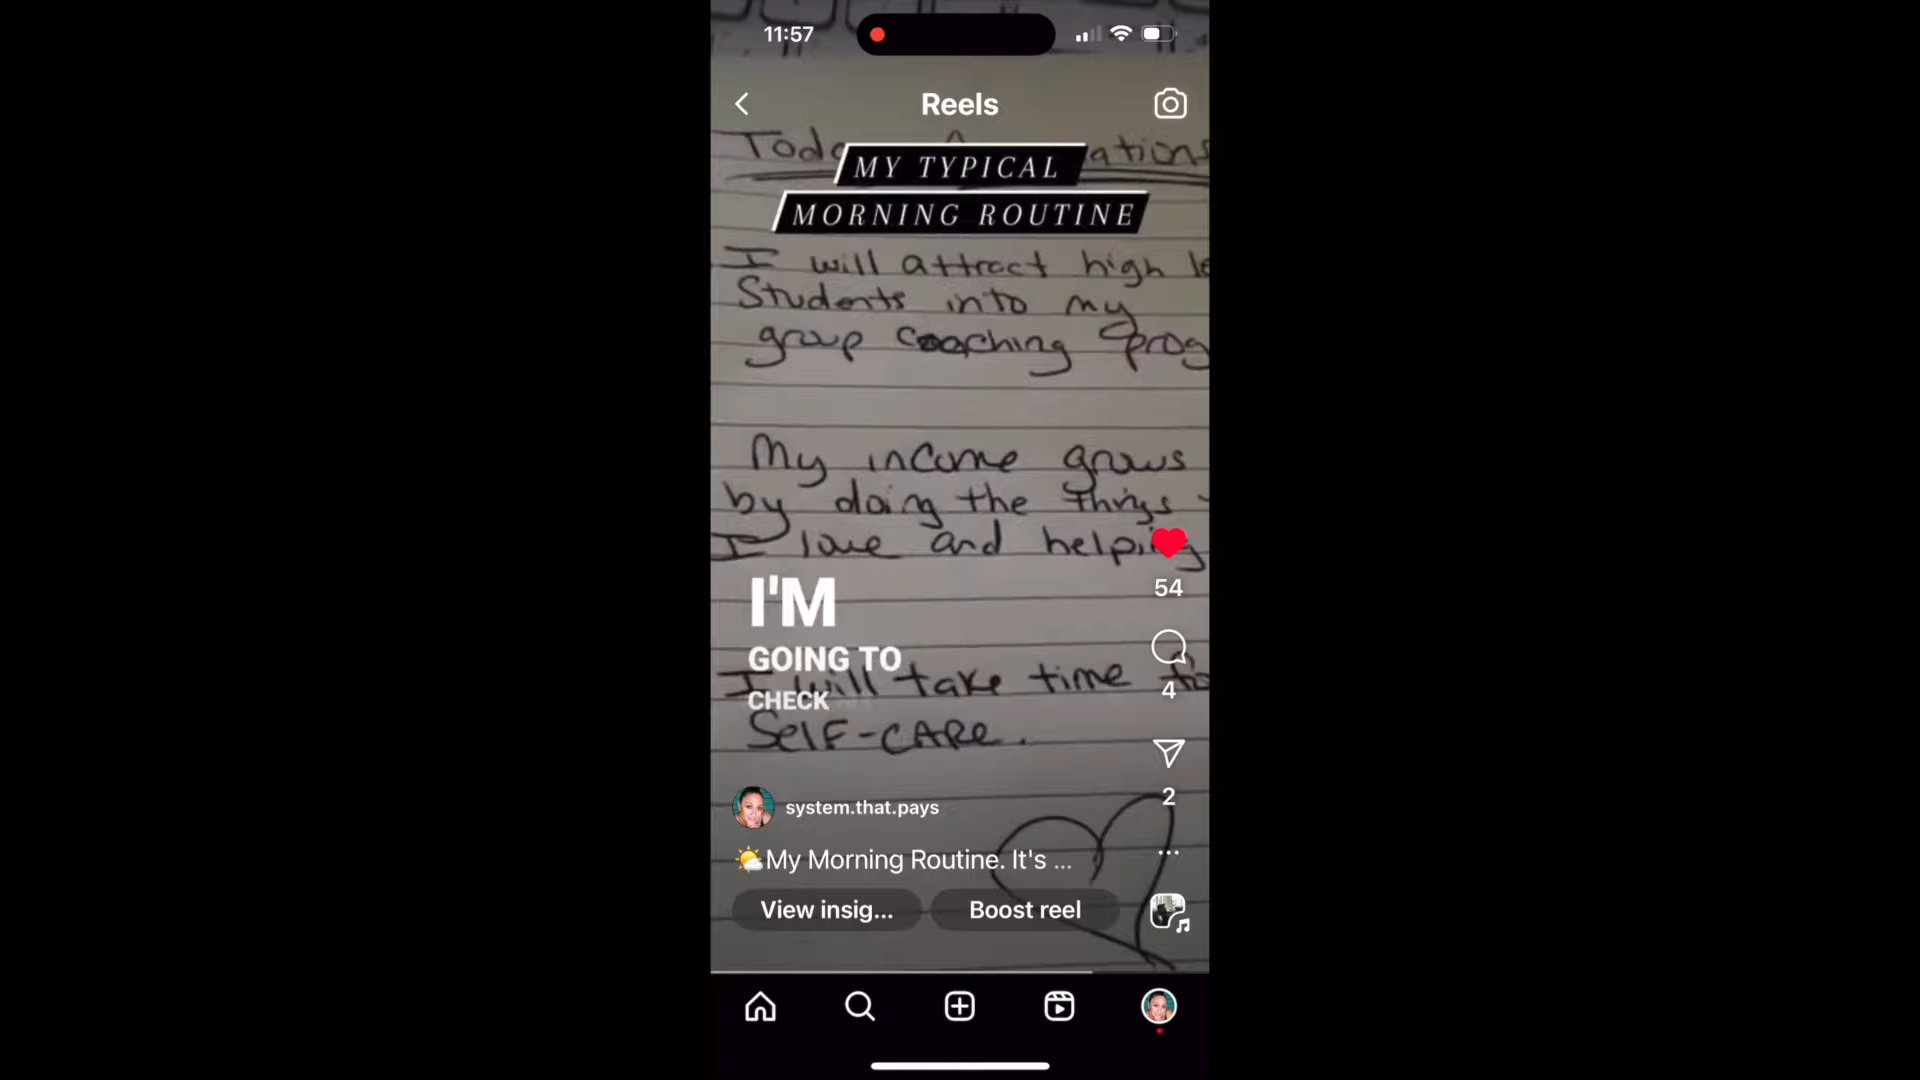 11:57
Reels
MY TYPICAL
MORNING ROUTINE
I will attract high
Students into my
group coaching
My income grows
by doing the things
I love and helping
54
I'M
GOING TO
CHECK
I will take time
4
SELF-CARE.
2
system.that.pays
My Morning Routine. It's ...
View insig...
Boost reel